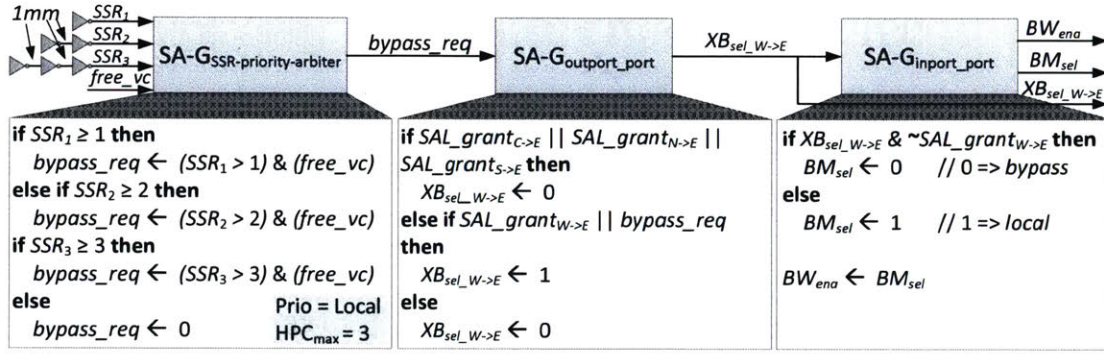 1mm
SSR1
SSR2
SSR3
free_vc
SA-GSSR-priority-arbiter
bypass_req
SA-Goutport_port
XBsel_W->E
SA-Ginport_port
BWena
BMsel
XBsel_W->E
if SSR1 ≥ 1 then
bypass_req ← (SSR1 > 1) & (free_vc)
else if SSR2 ≥ 2 then
bypass_req ← (SSR2 > 2) & (free_vc)
if SSR3 ≥ 3 then
bypass_req ← (SSR3 > 3) & (free_vc)
else
bypass_req ← 0
Prio = Local
HPCmax = 3
if SAL_grantC->E || SAL_grantN->E ||
SAL_grantS->E then
XBsel_W->E ← 0
else if SAL_grantW->E || bypass_req
then
XBsel_W->E ← 1
else
XBsel_W->E ← 0
if XBsel_W->E & ~SAL_grantW->E then
BMsel ← 0 // 0 => bypass
else
BMsel ← 1 // 1 => local
BWena ← BMsel